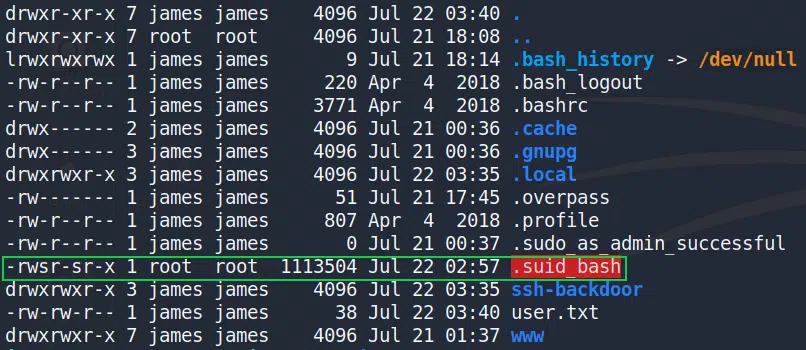 drwxr-xr-x 7 james james    4096 Jul 22 03:40 .
drwxr-xr-x 7 root  root     4096 Jul 21 18:08 ..
lrwxrwxrwx 1 james james       9 Jul 21 18:14 .bash_history -> /dev/null
-rw-r--r-- 1 james james     220 Apr  4  2018 .bash_logout
-rw-r--r-- 1 james james    3771 Apr  4  2018 .bashrc
drwx------ 2 james james    4096 Jul 21 00:36 .cache
drwx------ 3 james james    4096 Jul 21 00:36 .gnupg
drwxrwxr-x 3 james james    4096 Jul 22 03:35 .local
-rw------- 1 james james      51 Jul 21 17:45 .overpass
-rw-r--r-- 1 james james     807 Apr  4  2018 .profile
-rw-r--r-- 1 james james       0 Jul 21 00:37 .sudo_as_admin_successful
-rwsr-sr-x 1 root  root  1113504 Jul 22 02:57 .suid_bash
drwxrwxr-x 3 james james    4096 Jul 22 03:35 ssh-backdoor
-rw-rw-r-- 1 james james      38 Jul 22 03:40 user.txt
drwxrwxr-x 7 james james    4096 Jul 21 01:37 www